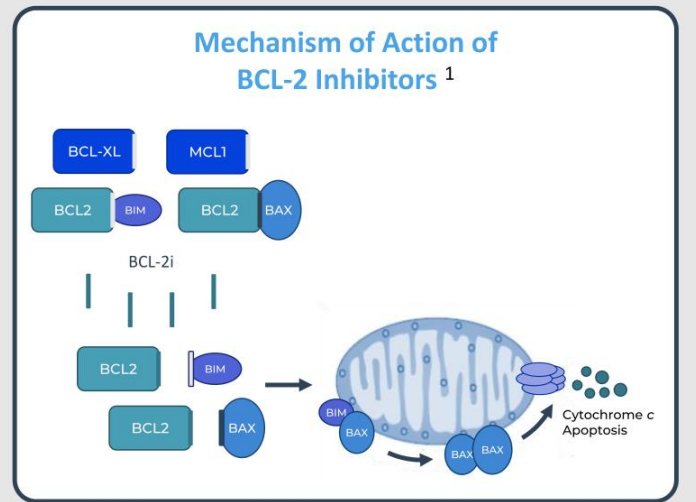 Mechanism of Action of
BCL-2 Inhibitors 1
BCL-XL
MCL1
BCL2
BIM
BCL2
BAX
BCL-2i
BCL2
BIM
BCL2
BAX
BIM
BAX
BAX
BAX
Cytochrome c
Apoptosis